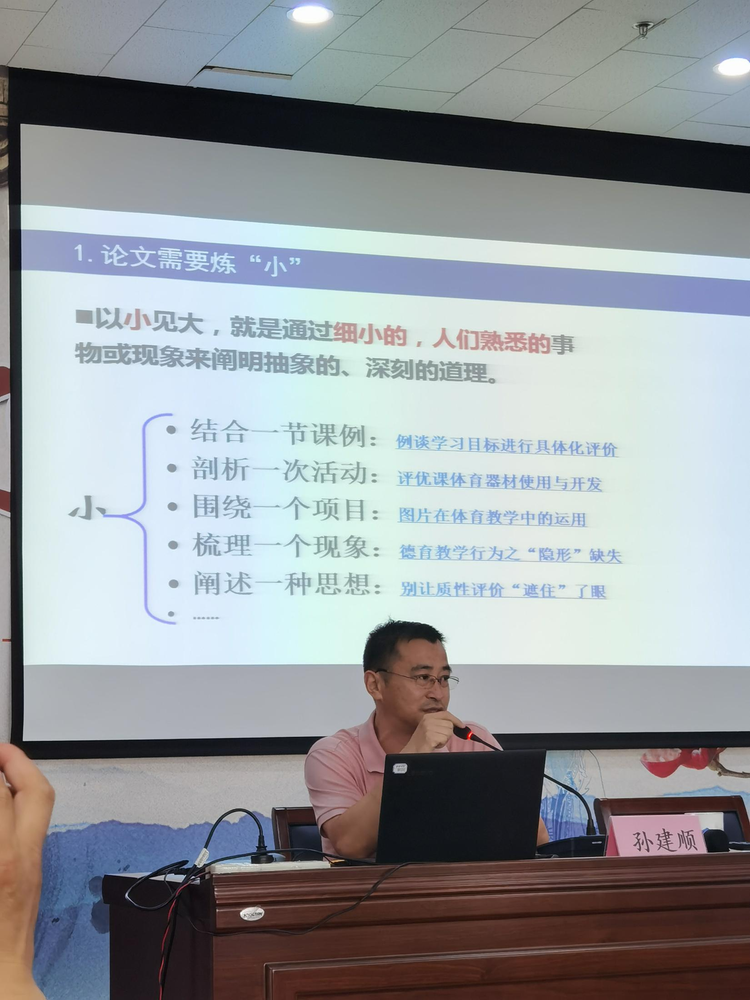 1.论文需要炼“小”
■以小见大，就是通过细小的，人们熟悉的事
物或现象来阐明抽象的、深刻的道理。
小
• 结合一节课例：例谈学习目标进行具体化评价
• 剖析一次活动：评优课体育器材使用与开发
• 围绕一个项目：图片在体育教学中的运用
• 梳理一个现象：德育教学行为之“隐形”缺失
• 阐述一种思想：别让质性评价“遮住”了眼
• ……
孙建顺